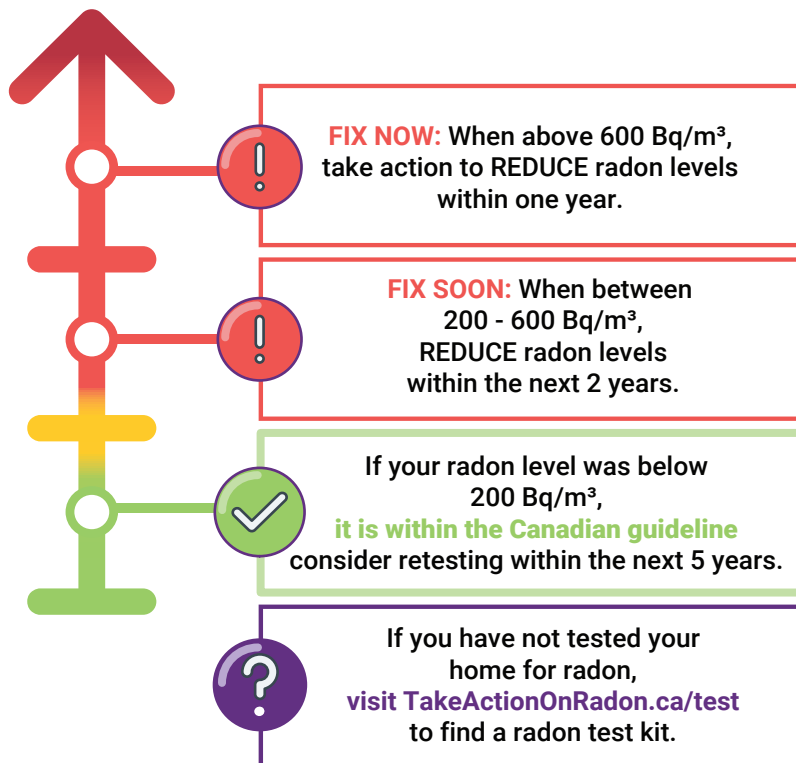 FIX NOW: When above 600 Bq/m³,
take action to REDUCE radon levels
within one year.
FIX SOON: When between
200 - 600 Bq/m³,
REDUCE radon levels
within the next 2 years.
If your radon level was below
200 Bq/m³,
it is within the Canadian guideline
consider retesting within the next 5 years.
If you have not tested your
home for radon,
visit TakeActionOnRadon.ca/test
to find a radon test kit.